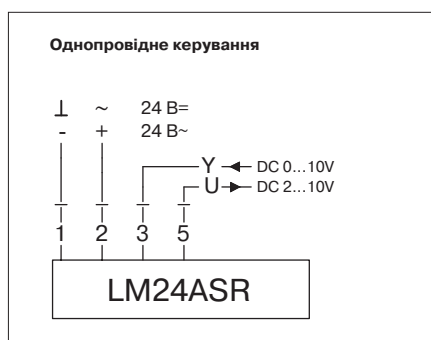 Однопровідне керування
⊥ ~ 24 В=
- + 24 В~
Y DC 0...10V
U DC 2...10V
1 2 3 5
LM24ASR